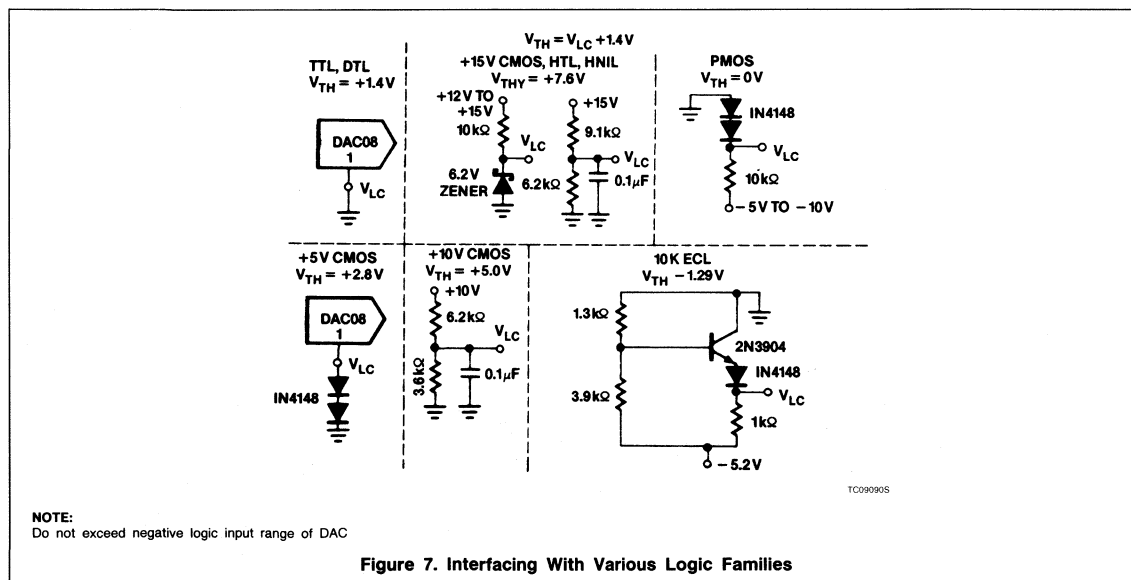 V_TH = V_LC +1.4V
TTL, DTL
V_TH = +1.4V
DAC08
1
V_LC
+15V CMOS, HTL, HNIL
V_THY = +7.6V
+12V TO
+15V
10kΩ
V_LC
6.2V
ZENER
+15V
9.1kΩ
V_LC
6.2kΩ
0.1μF
PMOS
V_TH = 0V
IN4148
V_LC
10kΩ
−5V TO −10V
+5V CMOS
V_TH = +2.8V
DAC08
1
V_LC
IN4148
+10V CMOS
V_TH = +5.0V
+10V
6.2kΩ
V_LC
3.6kΩ
0.1μF
10K ECL
V_TH −1.29V
1.3kΩ
2N3904
IN4148
3.9kΩ
V_LC
1kΩ
−5.2V
TC09090S
NOTE:
Do not exceed negative logic input range of DAC
Figure 7. Interfacing With Various Logic Families